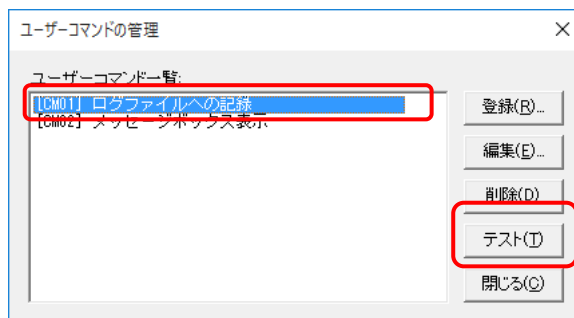 ユーザーコマンドの管理
ユーザーコマンド一覧:
[CM01] ログファイルへの記録
[CM02] メッセージボックス表示
登録(R)...
編集(E)...
削除(D)
テスト(T)
閉じる(C)